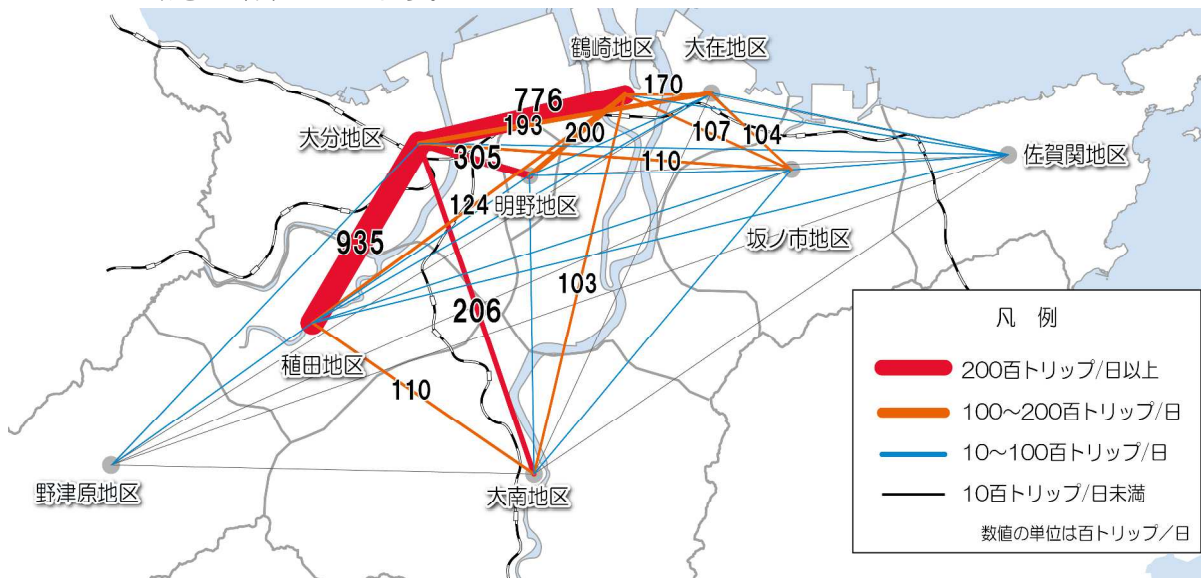 鶴崎地区
大在地区
776
170
193
200
107
104
大分地区
305
110
佐賀関地区
124
明野地区
坂ノ市地区
935
103
206
稙田地区
110
野津原地区
大南地区
凡 例
200百トリップ/日以上
100~200百トリップ/日
10~100百トリップ/日
10百トリップ/日未満
数値の単位は百トリップ/日